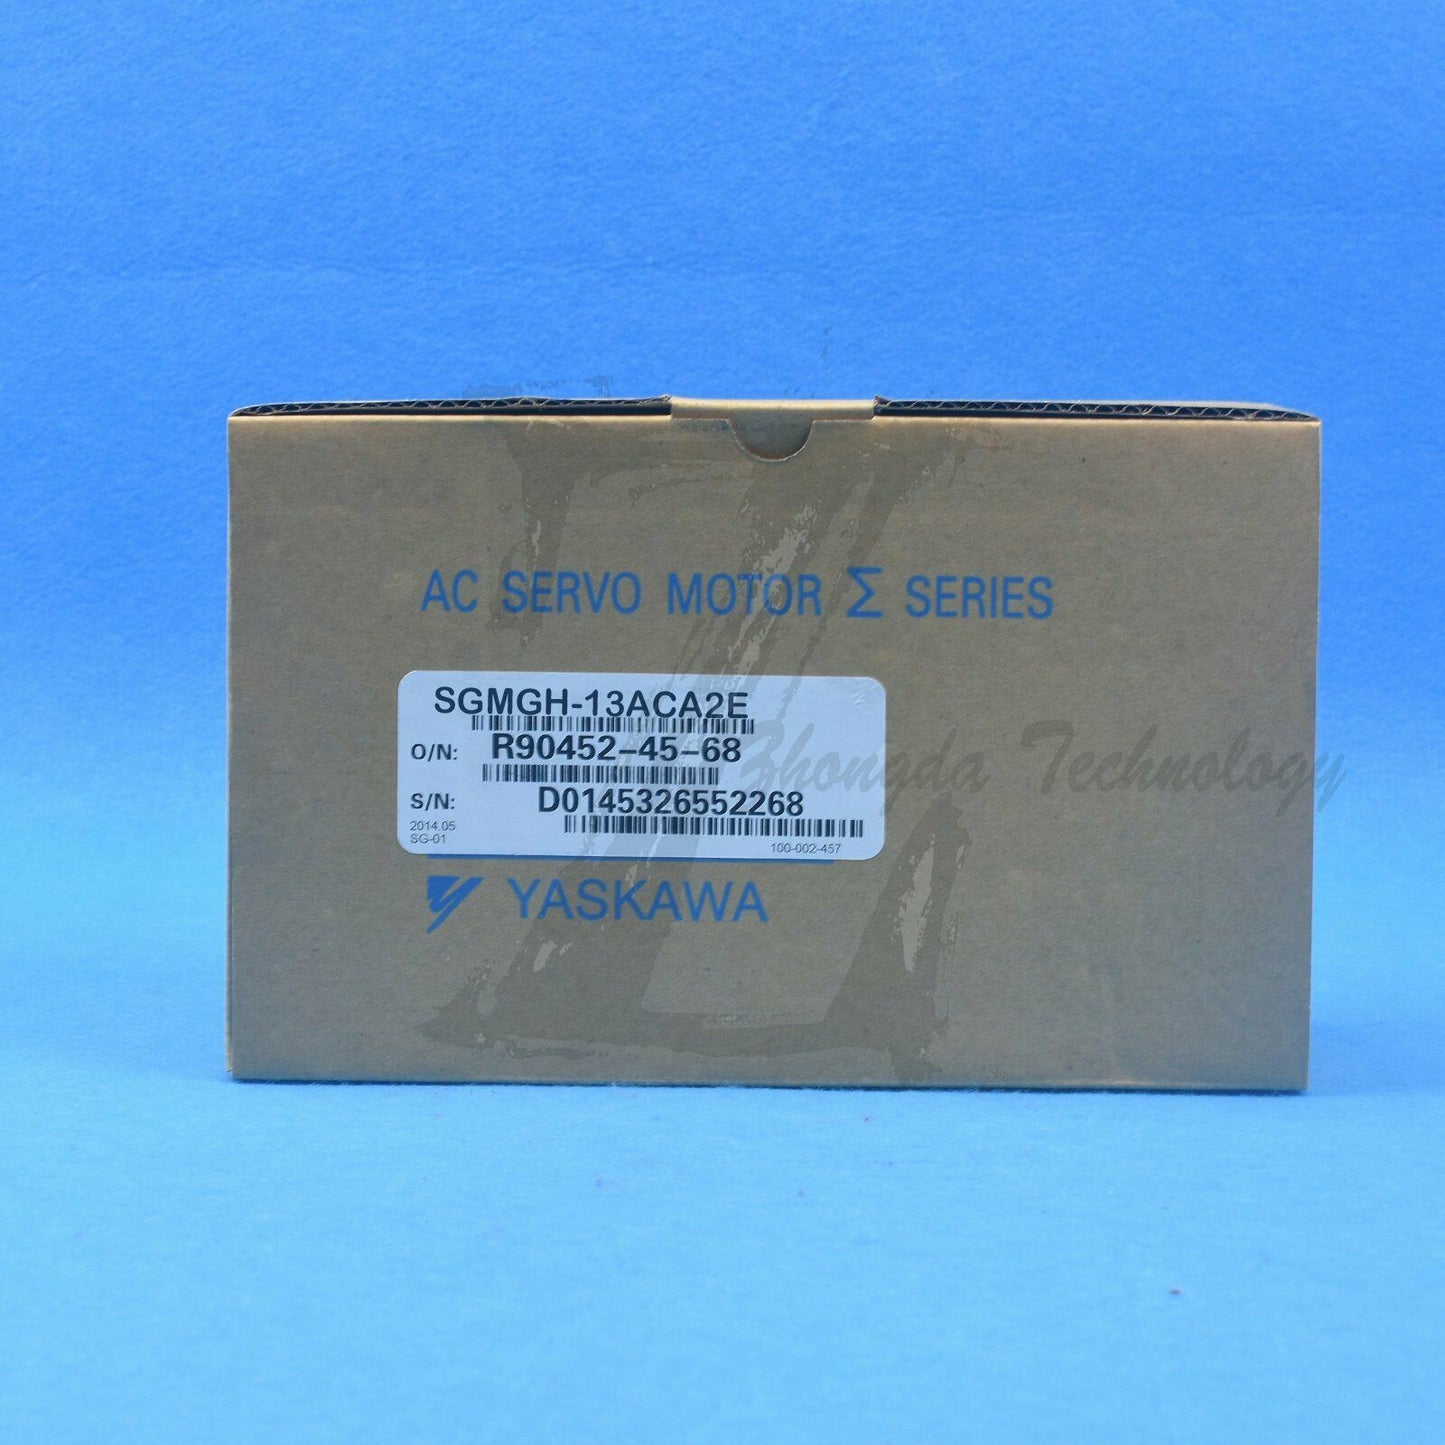 AC SERVO MOTOR Σ SERIES
SGMGH-13ACA2E
O/N: R90452-45-68
S/N: D0145326552268
2014.05
SG-01
100-002-457
YASKAWA
Zhongda Technology